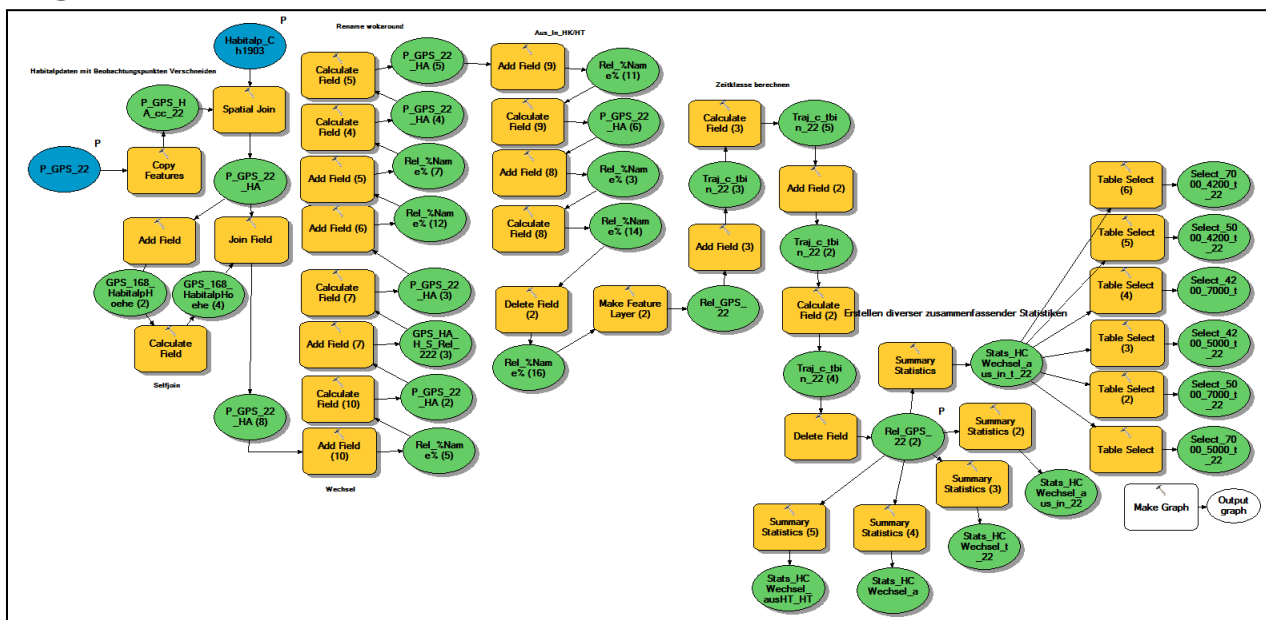 Habitalp_C
h1903
P
Habitalpdaten mit Beobachtungspunkten Verschneiden
P_GPS_H
A_cc_22
Spatial Join
P_GPS_22
P
Copy
Features
P_GPS_22
_HA
Add Field
Join Field
GPS_168_
HabitalpH
oehe (2)
GPS_168_
HabitalpHo
ehe (4)
Calculate
Field
Selfjoin
P_GPS_22
_HA (8)
Rename wokaround
Calculate
Field (5)
P_GPS_22
_HA (5)
Calculate
Field (4)
P_GPS_22
_HA (4)
Add Field (5)
Rel_%Nam
e% (7)
Add Field (6)
Rel_%Nam
e% (12)
P_GPS_22
_HA (3)
Calculate
Field (7)
GPS_HA_
H_S_Rel_
222 (3)
Add Field (7)
P_GPS_22
_HA (2)
Calculate
Field (10)
Add Field
(10)
Rel_%Nam
e% (5)
Wechsel
Aus_In_HK/HT
Add Field (9)
Rel_%Nam
e% (11)
Calculate
Field (9)
P_GPS_22
_HA (6)
Add Field (8)
Rel_%Nam
e% (3)
Calculate
Field (8)
Rel_%Nam
e% (14)
Delete Field
(2)
Make Feature
Layer (2)
Rel_%Nam
e% (16)
Rel_GPS_
22
Zeitklasse berechnen
Calculate
Field (3)
Traj_c_tbi
n_22 (5)
Traj_c_tbi
n_22 (3)
Add Field (2)
Add Field (3)
Traj_c_tbi
n_22 (2)
Calculate
Field (2)
Traj_c_tbi
n_22 (4)
Delete Field
Rel_GPS_
22 (2)
P
Erstellen diverser zusammenfassender Statistiken
Summary
Statistics
Stats_HC
Wechsel_a
us_in_t_22
Summary
Statistics (2)
Stats_HC
Wechsel_a
us_in_22
Summary
Statistics (3)
Stats_HC
Wechsel_t
_22
Summary
Statistics (4)
Stats_HC
Wechsel_a
Summary
Statistics (5)
Stats_HC
Wechsel_
ausHT_HT
Table Select
(6)
Select_70
00_4200_t
_22
Table Select
(5)
Select_50
00_4200_t
_22
Table Select
(4)
Select_42
00_7000_t
Table Select
(3)
Select_42
00_5000_t
_22
Table Select
(2)
Select_50
00_7000_t
_22
Table Select
Select_70
00_5000_t
_22
Make Graph
Output
graph